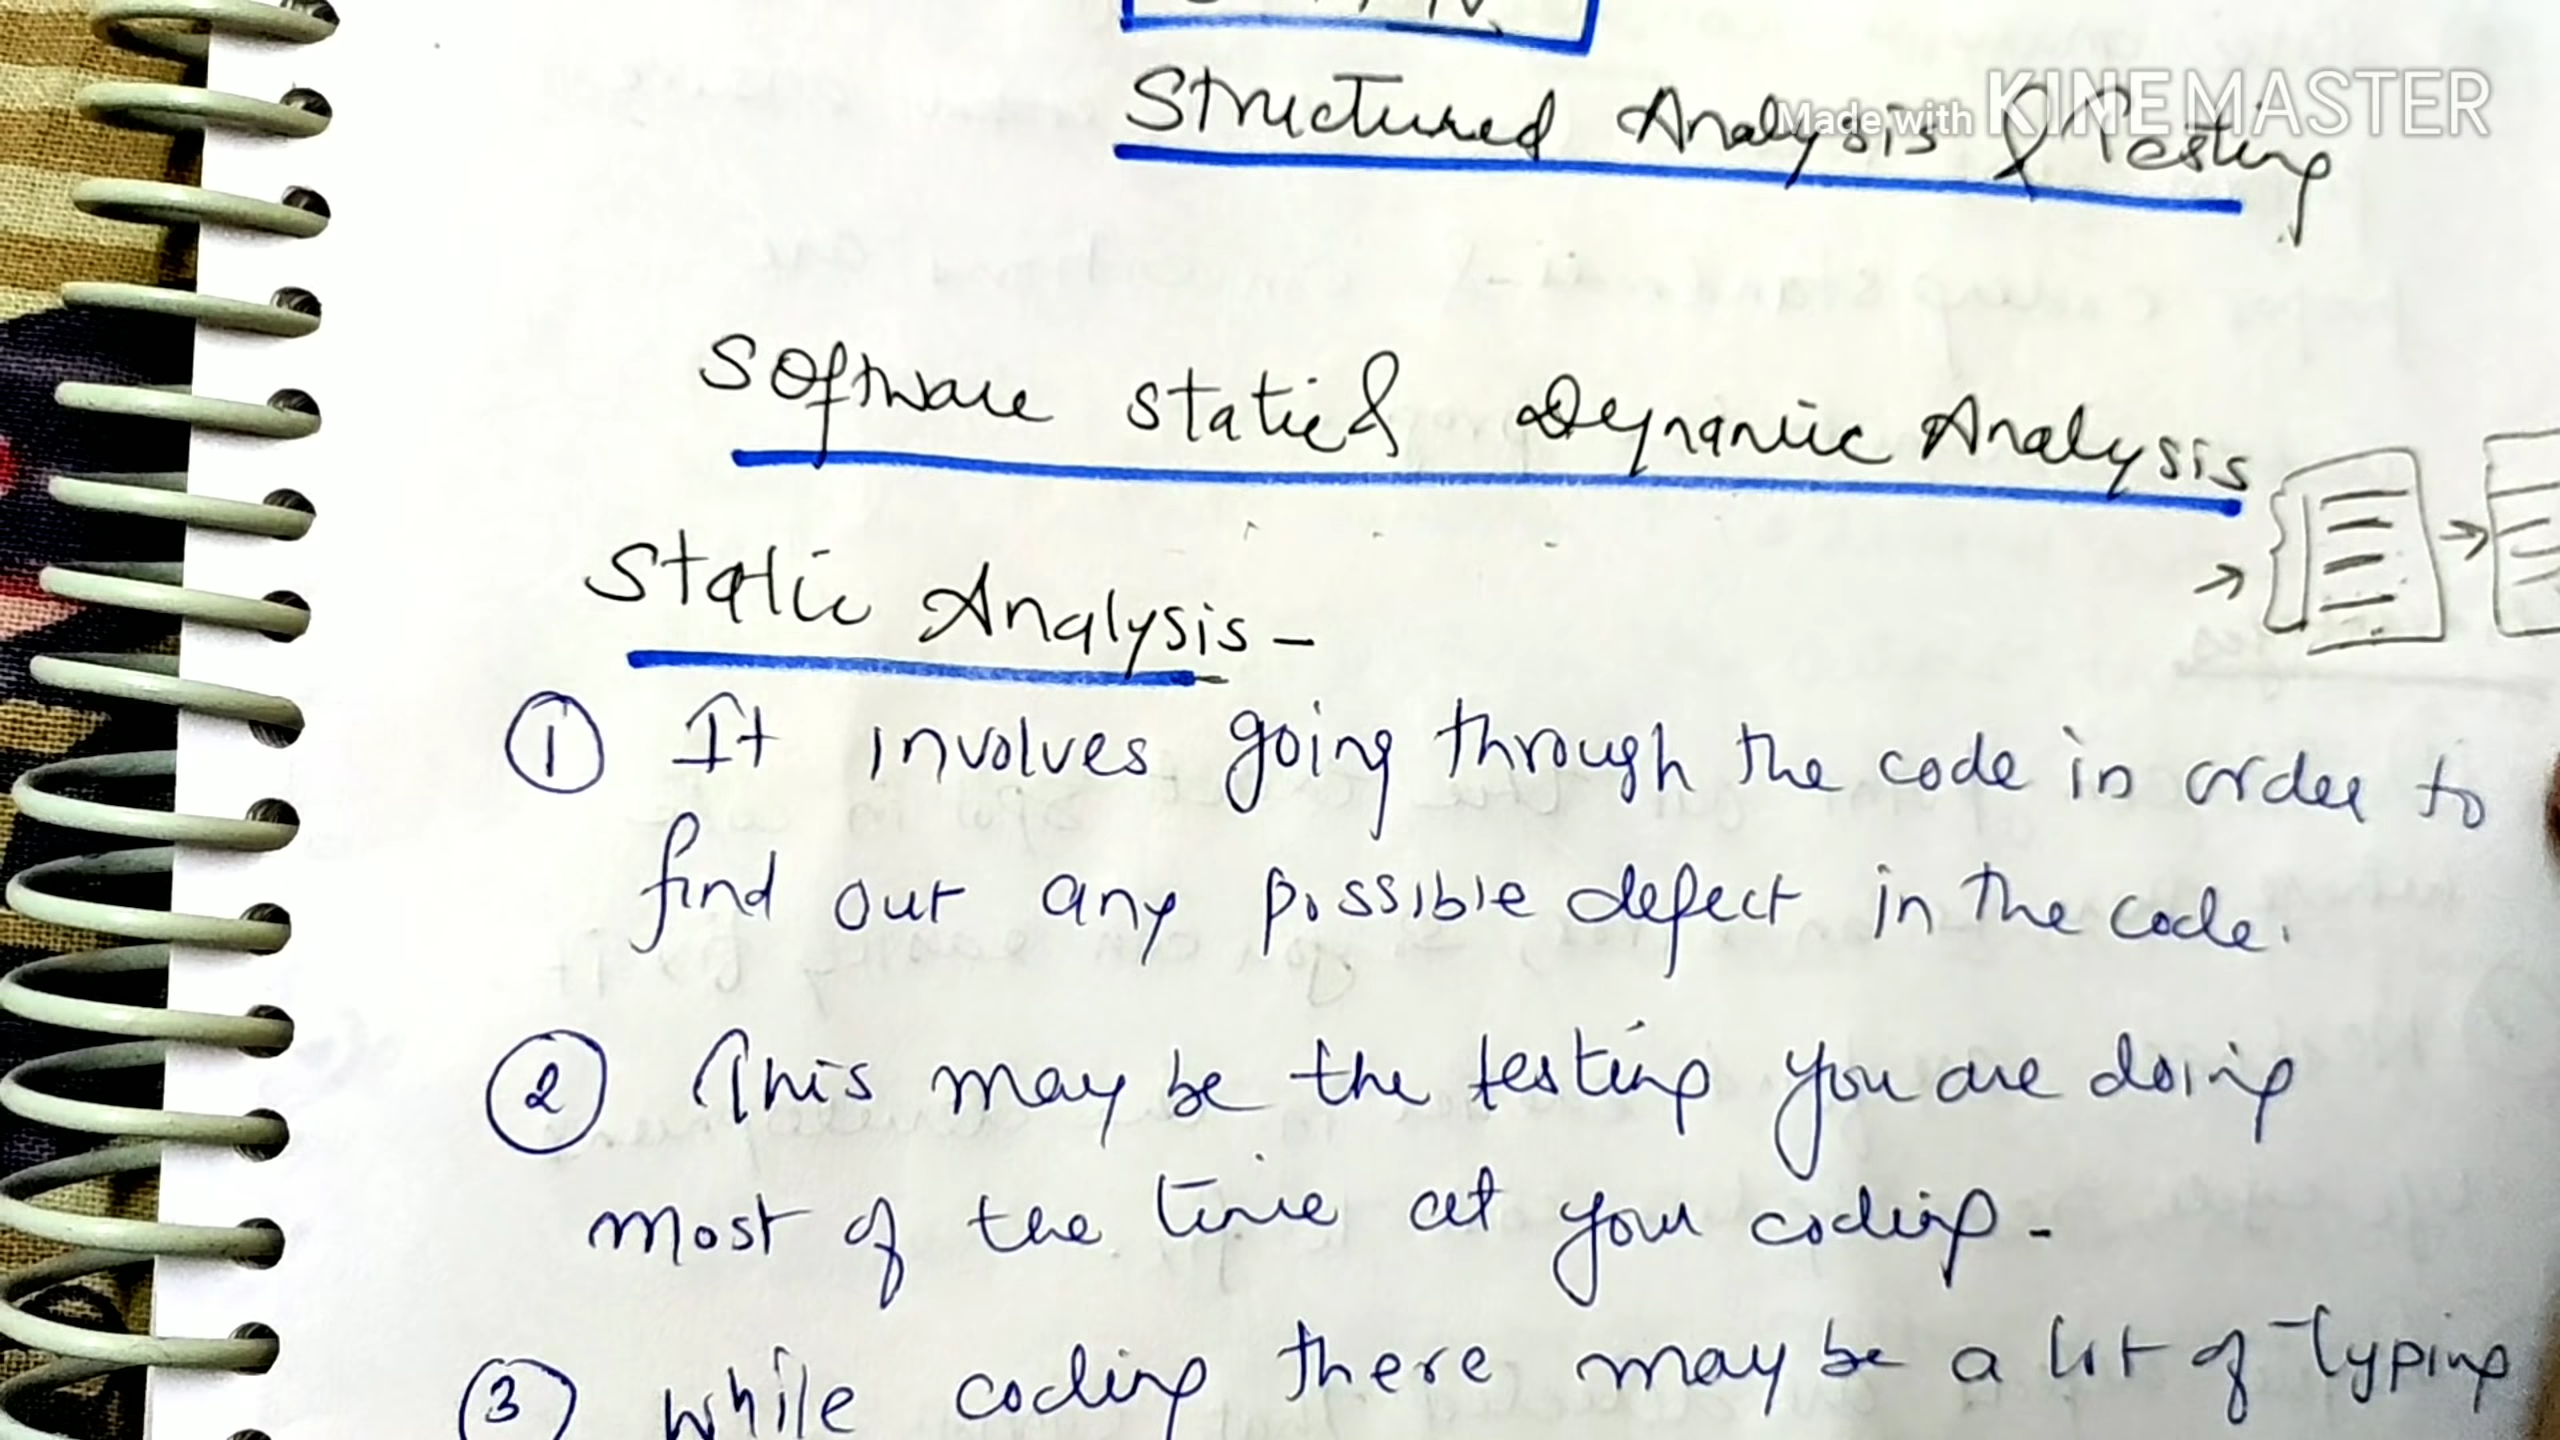 Structured Analysis & Testing
Made with KINEMASTER
Software Static & Dynamic Analysis
Static Analysis -
① It involves going through the code in order to
find out any possible defect in the code.
② This may be the testing you are doing
most of the time at your coding -
③ While coding there may be a lot of typing